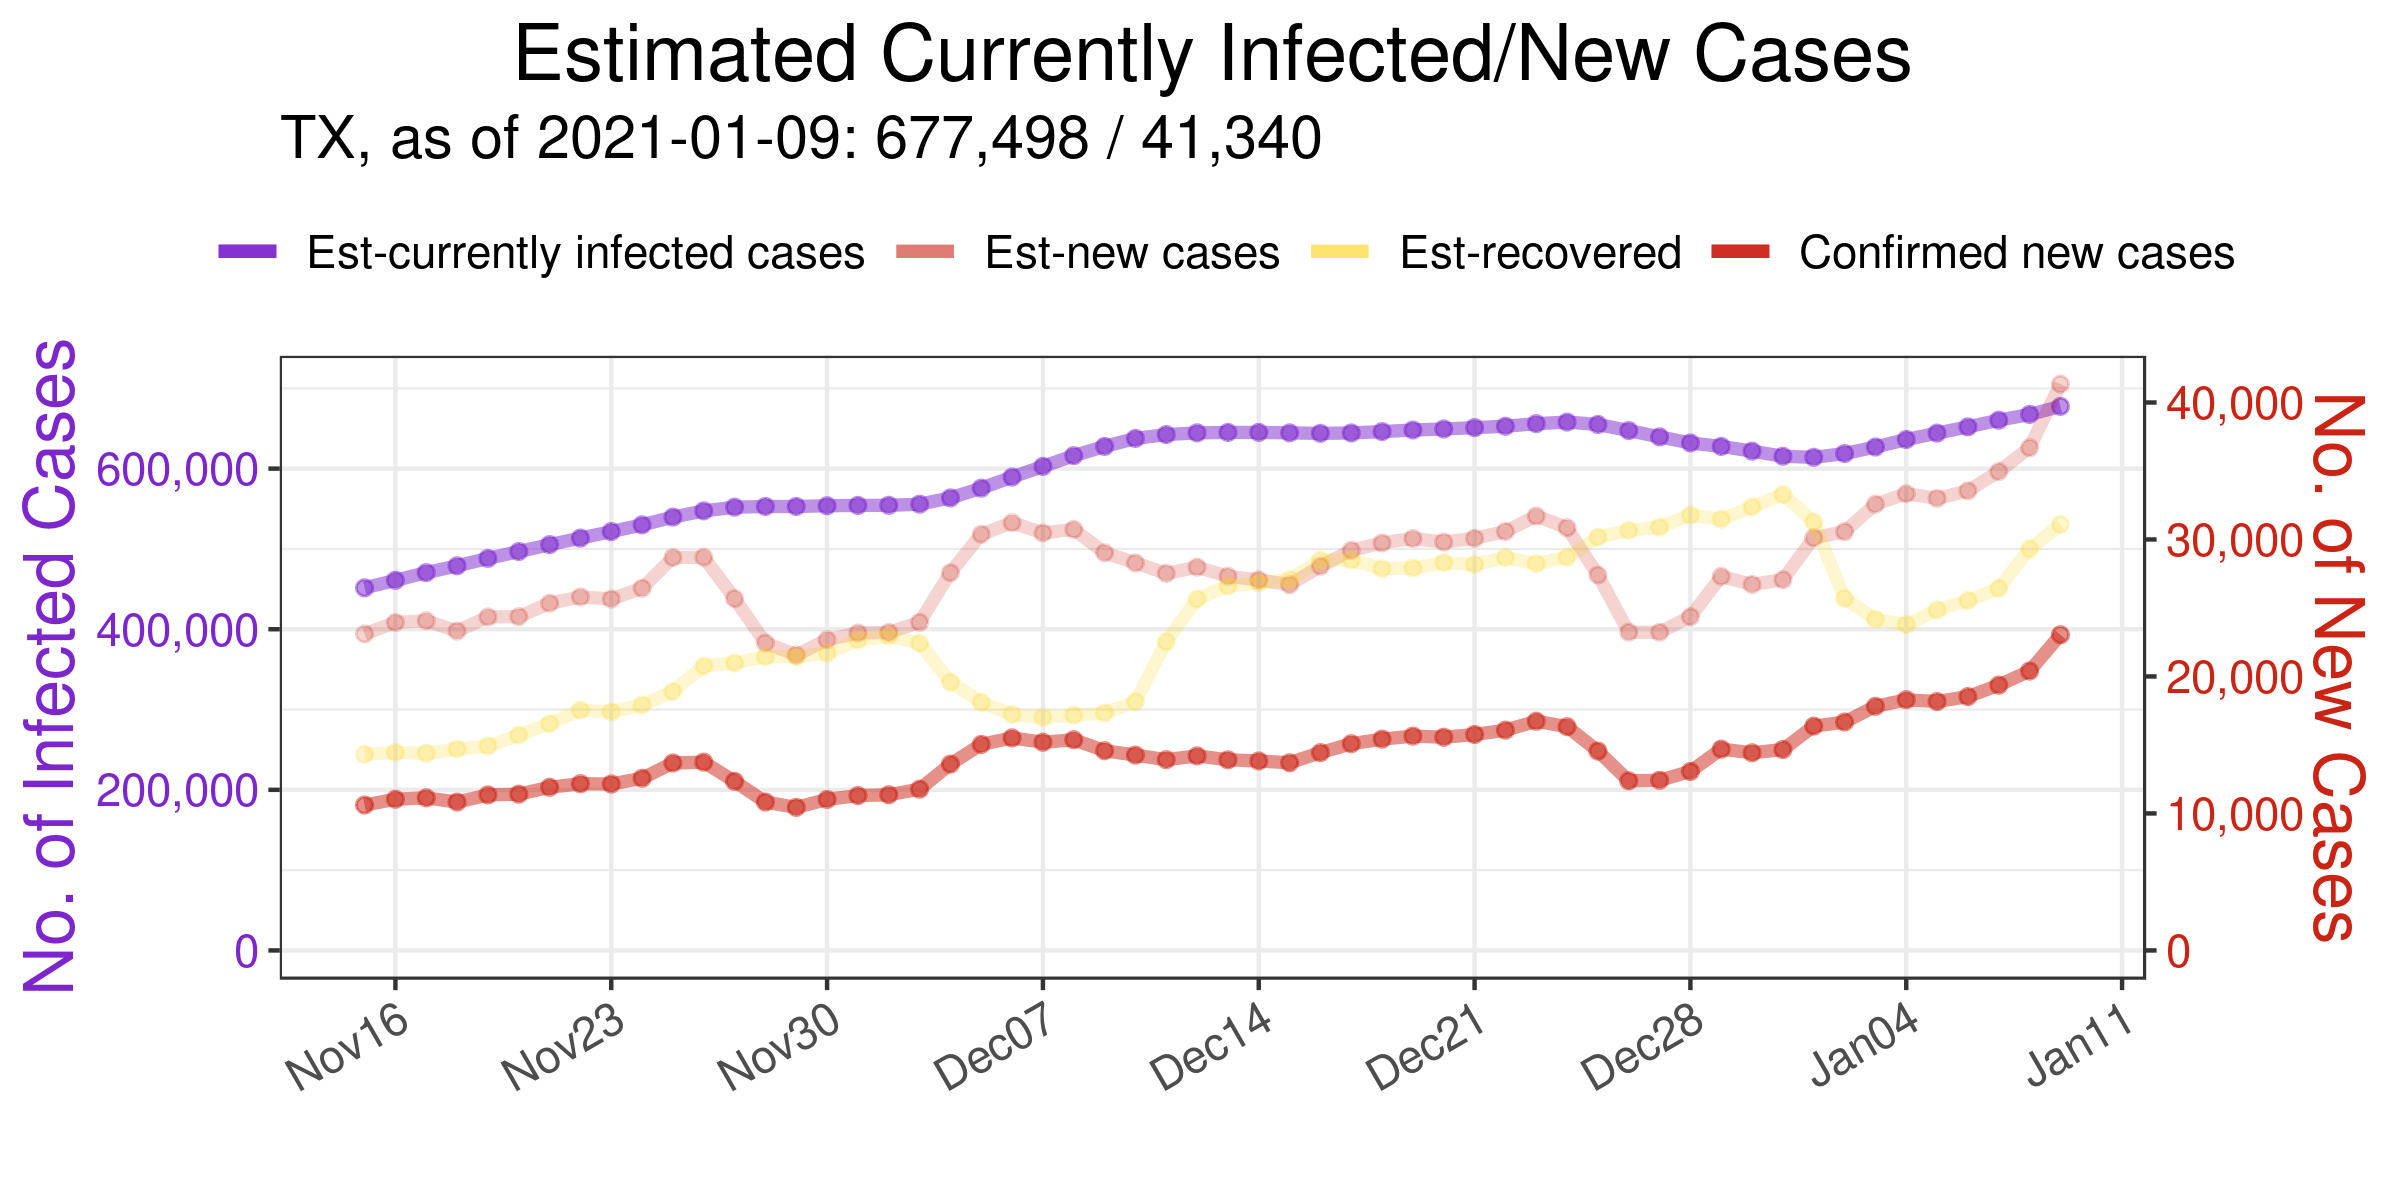 Estimated Currently Infected/New Cases
TX, as of 2021-01-09: 677,498 / 41,340
Est-currently infected cases
Est-new cases
Est-recovered
Confirmed new cases
No. of Infected Cases
600,000
400,000
200,000
0
40,000
30,000
20,000
10,000
0
No. of New Cases
Nov16
Nov23
Nov30
Dec07
Dec14
Dec21
Dec28
Jan04
Jan11